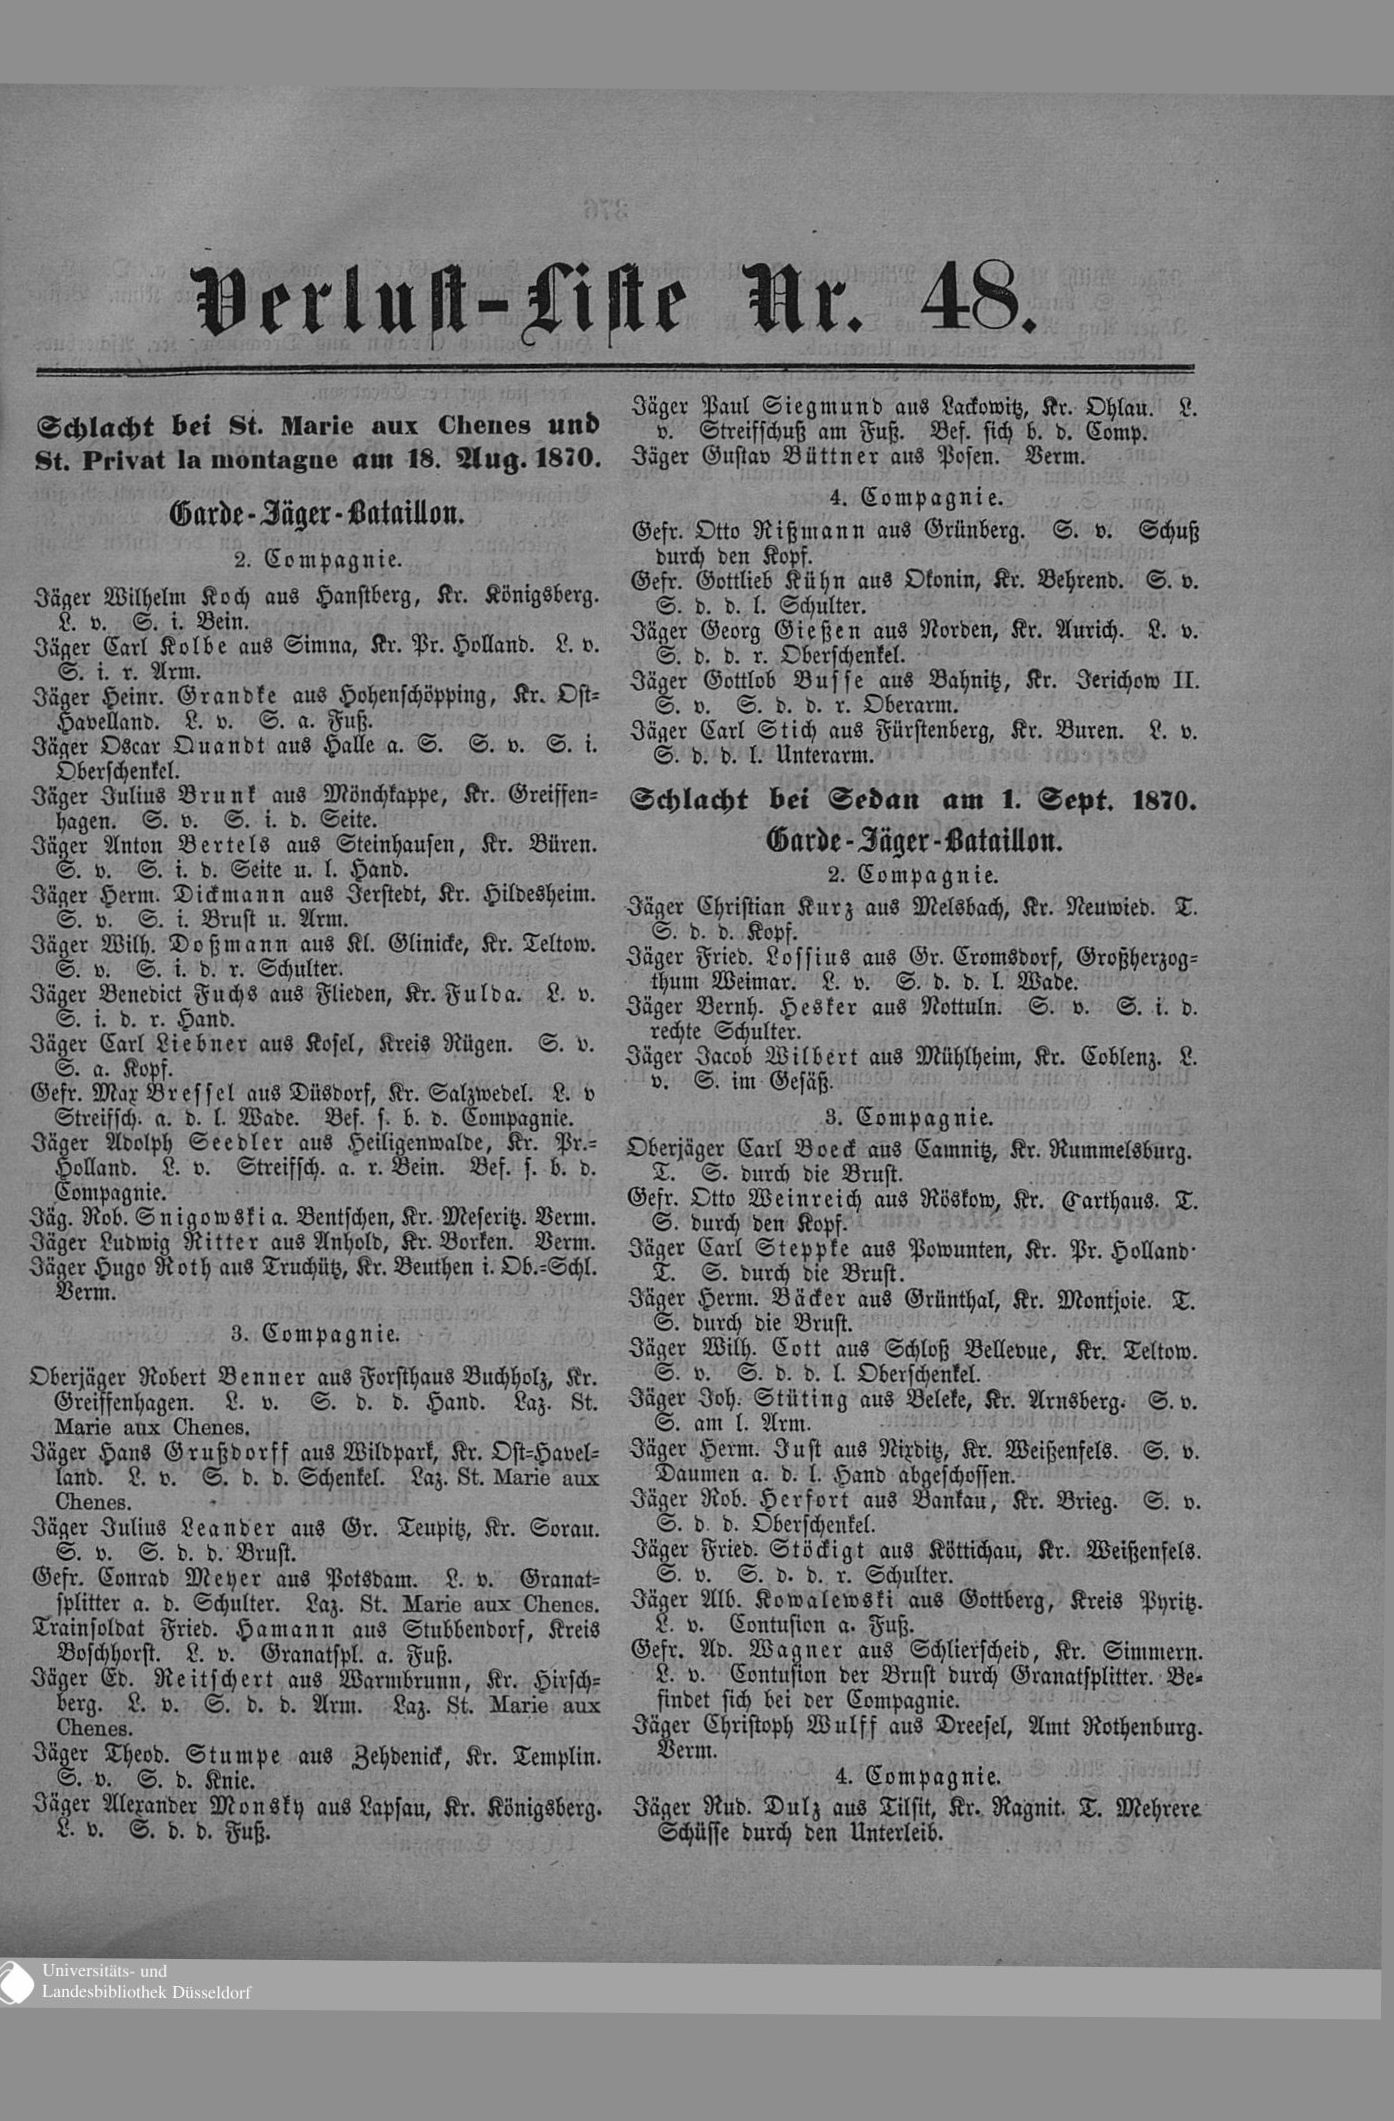 Verlust-Liste Nr. 48.
Schlacht bei St. Marie aux Chenes und
St. Privat la montagne am 18. Aug. 1870.
Garde-Jäger-Bataillon.
2. Compagnie.
Jäger Wilhelm Koch aus Hanstberg, Kr. Königsberg.
L. v. S. i. Bein.
Jäger Carl Kolbe aus Simna, Kr. Pr. Holland. L. v.
S. i. r. Arm.
Jäger Heinr. Grandke aus Hohenschöpping, Kr. Ost-
Havelland. L. v. S. a. Fuß.
Jäger Oscar Quandt aus Halle a. S. S. v. S. i.
Oberschenkel.
Jäger Julius Brunk aus Mönchkappe, Kr. Greiffen-
hagen. S. v. S. i. d. Seite.
Jäger Anton Bertels aus Steinhausen, Kr. Büren.
S. v. S. i. d. Seite u. l. Hand.
Jäger Herm. Dickmann aus Jerstedt, Kr. Hildesheim.
S. v. S. i. Brust u. Arm.
Jäger Wilh. Doßmann aus Kl. Glinicke, Kr. Teltow.
S. v. S. i. d. r. Schulter.
Jäger Benedict Fuchs aus Flieden, Kr. Fulda. L. v.
S. i. d. r. Hand.
Jäger Carl Liebner aus Kosel, Kreis Rügen. S. v.
S. a. Kopf.
Gefr. Max Bressel aus Düsdorf, Kr. Salzwedel. L. v
Streifsch. a. d. l. Wade. Bef. s. b. d. Compagnie.
Jäger Adolph Seedler aus Heiligenwalde, Kr. Pr.-
Holland. L. v. Streifsch. a. r. Bein. Bef. s. b. d.
Compagnie.
Jäg. Rob. Snigowski a. Bentschen, Kr. Meseritz. Verm.
Jäger Ludwig Ritter aus Anhold, Kr. Borken. Verm.
Jäger Hugo Roth aus Truchütz, Kr. Beuthen i. Ob.-Schl.
Verm.
3. Compagnie.
Oberjäger Robert Benner aus Forsthaus Buchholz, Kr.
Greiffenhagen. L. v. S. d. d. Hand. Laz. St.
Marie aux Chenes.
Jäger Hans Grußdorff aus Wildpark, Kr. Ost-Havel-
land. L. v. S. d. d. Schenkel. Laz. St. Marie aux
Chenes.
Jäger Julius Leander aus Gr. Teupitz, Kr. Sorau.
S. v. S. d. d. Brust.
Gefr. Conrad Meyer aus Potsdam. L. v. Granat-
splitter a. d. Schulter. Laz. St. Marie aux Chenes.
Trainsoldat Fried. Hamann aus Stubbendorf, Kreis
Boschhorst. L. v. Granatspl. a. Fuß.
Jäger Ed. Reitschert aus Warmbrunn, Kr. Hirsch-
berg. L. v. S. d. d. Arm. Laz. St. Marie aux
Chenes.
Jäger Theod. Stumpe aus Zehdenick, Kr. Templin.
S. v. S. d. Knie.
Jäger Alexander Monsky aus Lapsau, Kr. Königsberg.
L. v. S. d. d. Fuß.
Jäger Paul Siegmund aus Lackowitz, Kr. Ohlau. L.
v. Streifschuß am Fuß. Bef. sich b. d. Comp.
Jäger Gustav Büttner aus Posen. Verm.
4. Compagnie.
Gefr. Otto Rißmann aus Grünberg. S. v. Schuß
durch den Kopf.
Gefr. Gottlieb Kühn aus Okonin, Kr. Behrend. S. v.
S. d. d. l. Schulter.
Jäger Georg Gießen aus Norden, Kr. Aurich. L. v.
S. d. d. r. Oberschenkel.
Jäger Gottlob Busse aus Bahnitz, Kr. Jerichow II.
S. v. S. d. d. r. Oberarm.
Jäger Carl Stich aus Fürstenberg, Kr. Buren. L. v.
S. d. d. l. Unterarm.
Schlacht bei Sedan am 1. Sept. 1870.
Garde-Jäger-Bataillon.
2. Compagnie.
Jäger Christian Kurz aus Melsbach, Kr. Neuwied. T.
S. d. d. Kopf.
Jäger Fried. Lossius aus Gr. Cromsdorf, Großherzog-
thum Weimar. L. v. S. d. d. l. Wade.
Jäger Bernh. Hesker aus Nottuln. S. v. S. i. d.
rechte Schulter.
Jäger Jacob Wilbert aus Mühlheim, Kr. Coblenz. L.
v. S. im Gesäß.
3. Compagnie.
Oberjäger Carl Boeck aus Camnitz, Kr. Rummelsburg.
T. S. durch die Brust.
Gefr. Otto Weinreich aus Röskow, Kr. Carthaus. T.
S. durch den Kopf.
Jäger Carl Steppke aus Powunten, Kr. Pr. Holland.
T. S. durch die Brust.
Jäger Herm. Bäcker aus Grünthal, Kr. Montjoie. T.
S. durch die Brust.
Jäger Wilh. Cott aus Schloß Bellevue, Kr. Teltow.
S. v. S. d. d. l. Oberschenkel.
Jäger Joh. Stüting aus Beleke, Kr. Arnsberg. S. v.
S. am l. Arm.
Jäger Herm. Just aus Nixditz, Kr. Weißenfels. S. v.
Daumen a. d. l. Hand abgeschossen.
Jäger Rob. Herfort aus Bankau, Kr. Brieg. S. v.
S. d. d. Oberschenkel.
Jäger Fried. Stöckigt aus Köttichau, Kr. Weißenfels.
S. v. S. d. d. r. Schulter.
Jäger Alb. Kowalewski aus Gottberg, Kreis Pyritz.
L. v. Contusion a. Fuß.
Gefr. Ad. Wagner aus Schlierscheid, Kr. Simmern.
L. v. Contusion der Brust durch Granatsplitter. Be-
findet sich bei der Compagnie.
Jäger Christoph Wulff aus Dreesel, Amt Rothenburg.
Verm.
4. Compagnie.
Jäger Rud. Dulz aus Tilsit, Kr. Ragnit. T. Mehrere
Schüsse durch den Unterleib.
Universitäts- und
Landesbibliothek Düsseldorf